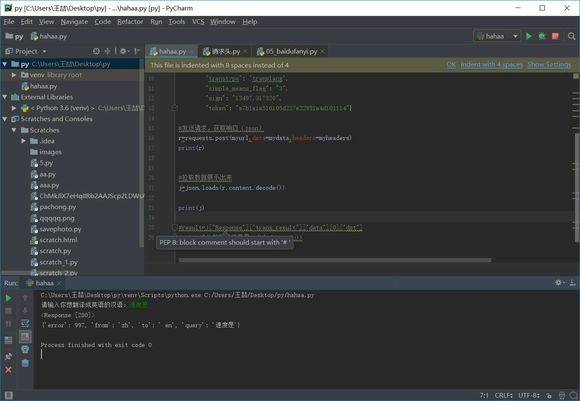 py [C:\Users\王喆\Desktop\py] - ...\hahaa.py [py] - PyCharm
File Edit View Navigate Code Refactor Run Tools VCS Window Help
py hahaa.py
hahaa
Project
hahaa.py 请求头.py 05_baidufanyi.py
This file is indented with 8 spaces instead of 4 OK Indent with 4 spaces Show Settings
py C:\Users\王喆\Desktop\py
venv library root
hahaa.py
External Libraries
< Python 3.6 (venv) > C:\Users\王
Scratches and Consoles
Scratches
.idea
images
5.py
aa.py
aaa.py
pachong.py
qqqqq.png
savephoto.py
scratch.html
scratch.py
scratch_1.py
scratch_2.py
"transtype": "translang",
"simple_means_flag": "3",
"sign": "13497.317220",
#发送请求，获取响应（json）
r=requests.post(myurl,data=mydata,headers=myheaders)
print(r)
#拉取数据展示出来
j=json.loads(r.content.decode())
print(j)
#result=j["Response"]["trans_result"]["data"][0]["dst"]
PEP 8: block comment should start with '# '
Run: hahaa
C:\Users\王喆\Desktop\py\venv\Scripts\python.exe C:/Users/王喆/Desktop/py/hahaa.py
请输入你想翻译成英语的汉语：速度是
<Response [200]>
{'error': 997, 'from': 'zh', 'to': ' en', 'query': '速度是'}
Process finished with exit code 0
7:1 CRLF÷ UTF-8÷